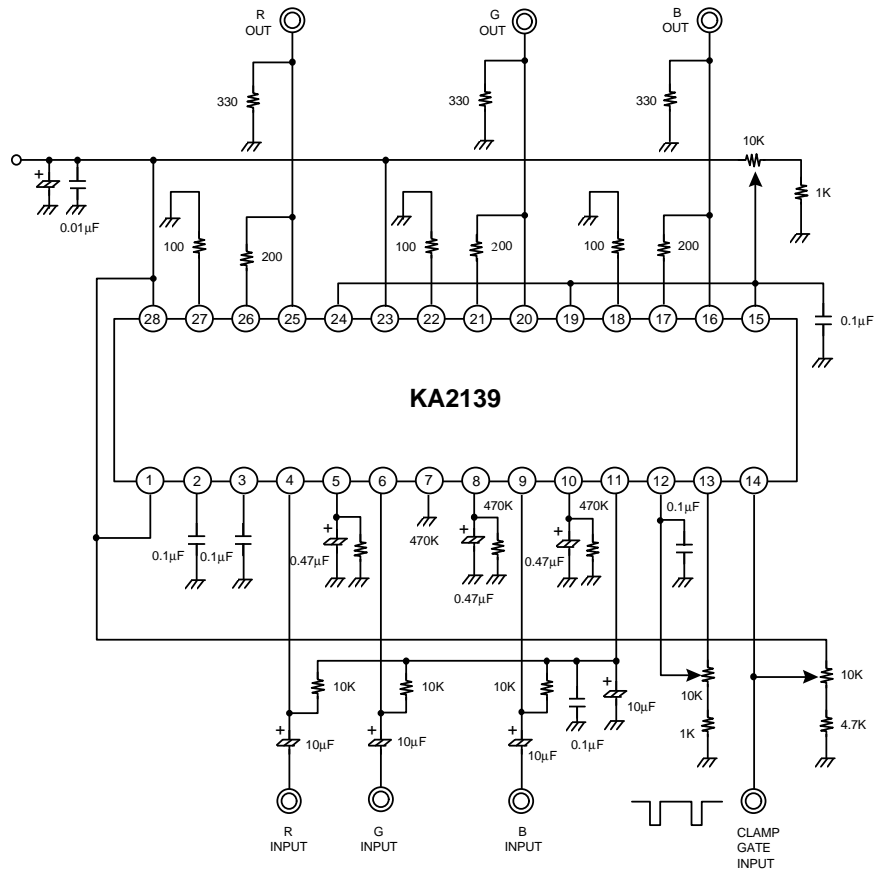 R
OUT
G
OUT
B
OUT
330
330
330
10K
+
0.01µF
1K
100
200
100
200
100
200
28
27
26
25
24
23
22
21
20
19
18
17
16
15
0.1µF
KA2139
1
2
3
4
5
6
7
8
9
10
11
12
13
14
0.1µF
0.1µF
+
0.47µF
470K
470K
+
0.47µF
470K
+
0.47µF
0.1µF
10K
10K
10K
+
10µF
0.1µF
10K
10K
1K
4.7K
+
10µF
+
10µF
+
10µF
R
INPUT
G
INPUT
B
INPUT
CLAMP
GATE
INPUT